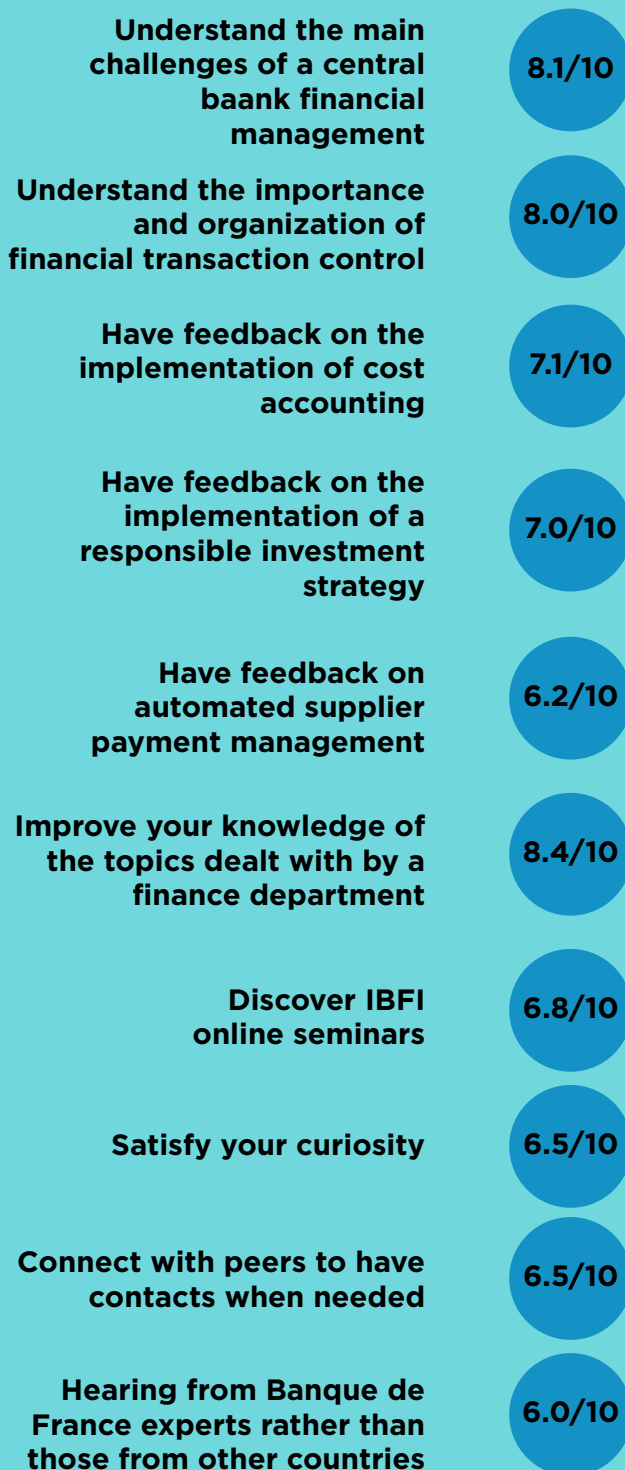 Understand the main
challenges of a central
baank financial
management
8.1/10
Understand the importance
and organization of
financial transaction control
8.0/10
Have feedback on the
implementation of cost
accounting
7.1/10
Have feedback on the
implementation of a
responsible investment
strategy
7.0/10
Have feedback on
automated supplier
payment management
6.2/10
Improve your knowledge of
the topics dealt with by a
finance department
8.4/10
Discover IBFI
online seminars
6.8/10
Satisfy your curiosity
6.5/10
Connect with peers to have
contacts when needed
6.5/10
Hearing from Banque de
France experts rather than
those from other countries
6.0/10